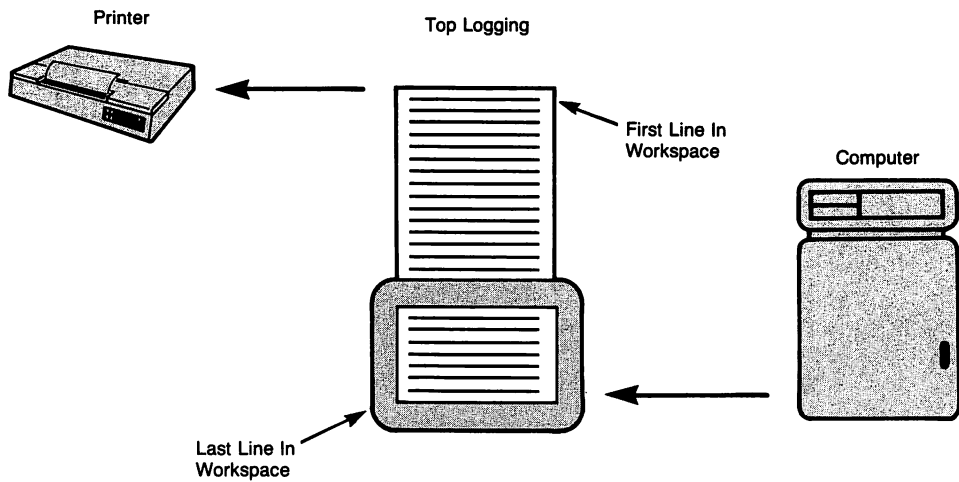 Printer
Top Logging
First Line In
Workspace
Computer
Last Line In
Workspace